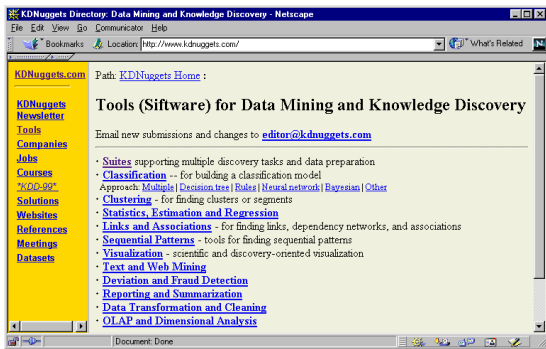 KDNuggets Directory: Data Mining and Knowledge Discovery - Netscape
File Edit View Go Communicator Help
Bookmarks Location: http://www.kdnuggets.com/ What's Related N
KDNuggets.com
KDNuggets
Newsletter
Tools
Companies
Jobs
Courses
*KDD-99*
Solutions
Websites
References
Meetings
Datasets
Path: KDNuggets Home :
Tools (Siftware) for Data Mining and Knowledge Discovery
Email new submissions and changes to editor@kdnuggets.com
· Suites supporting multiple discovery tasks and data preparation
· Classification -- for building a classification model
Approach: Multiple | Decision tree | Rules | Neural network | Bayesian | Other
· Clustering - for finding clusters or segments
· Statistics, Estimation and Regression
· Links and Associations - for finding links, dependency networks, and associations
· Sequential Patterns - tools for finding sequential patterns
· Visualization - scientific and discovery-oriented visualization
· Text and Web Mining
· Deviation and Fraud Detection
· Reporting and Summarization
· Data Transformation and Cleaning
· OLAP and Dimensional Analysis
Document: Done